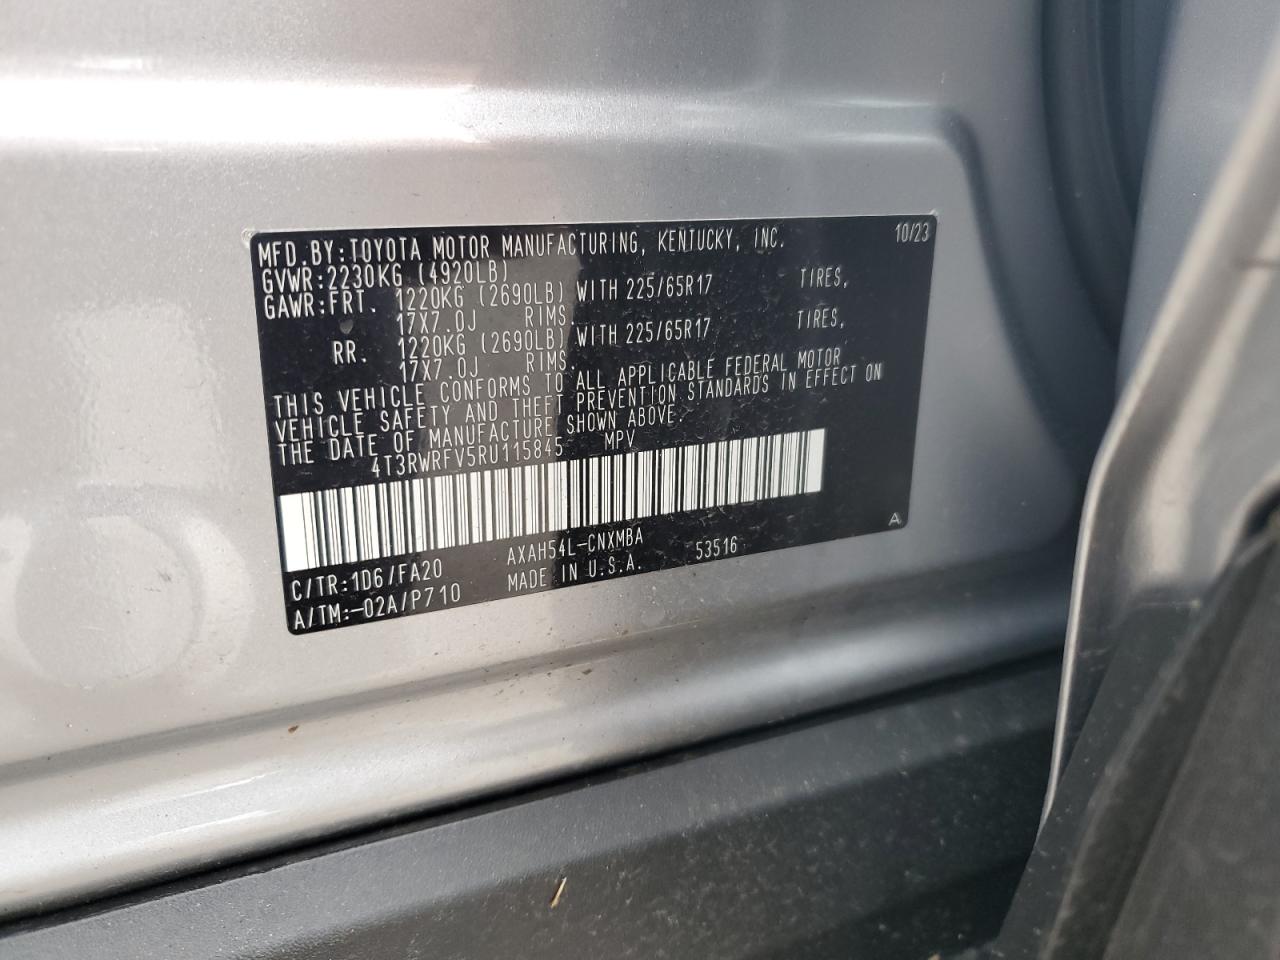 MFD.BY:TOYOTA MOTOR MANUFACTURING, KENTUCKY, INC. 10/23
GVWR:2230KG (4920LB)
GAWR:FRT. 1220KG (2690LB) WITH 225/65R17 TIRES,
17X7.0J RIMS
RR. 1220KG (2690LB) WITH 225/65R17 TIRES,
17X7.0J RIMS.
THIS VEHICLE CONFORMS TO ALL APPLICABLE FEDERAL MOTOR
VEHICLE SAFETY AND THEFT PREVENTION STANDARDS IN EFFECT ON
THE DATE OF MANUFACTURE SHOWN ABOVE.
4T3RWRFV5RU115845 MPV
A
C/TR:1D6/FA20 AXAH54L-CNXMBA 53516
A/TM:-02A/P710 MADE IN U.S.A.